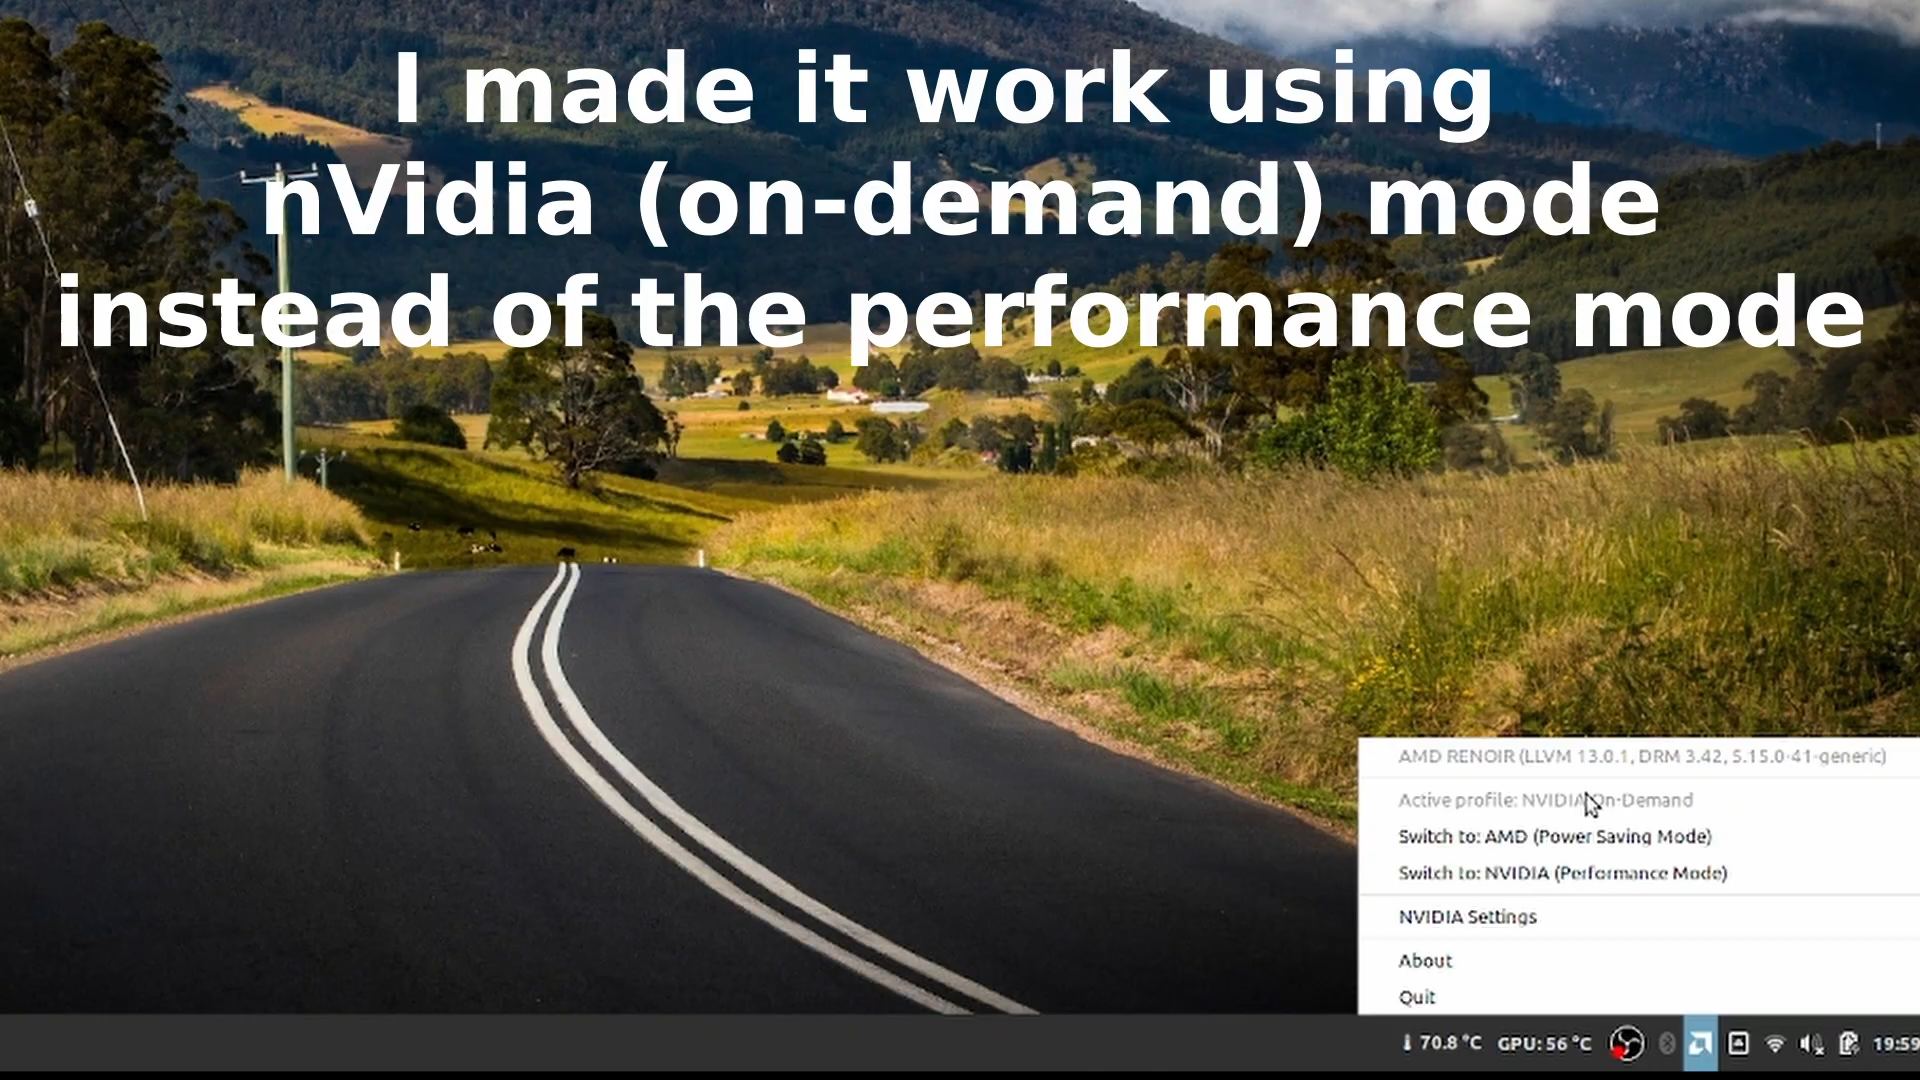 I made it work using
nVidia (on-demand) mode
instead of the performance mode
AMD RENOIR (LLVM 13.0.1, DRM 3.42, 5.15.0-41-generic)
Active profile: NVIDIA On-Demand
Switch to: AMD (Power Saving Mode)
Switch to: NVIDIA (Performance Mode)
NVIDIA Settings
About
Quit
70.8 °C GPU: 56 °C 19:59